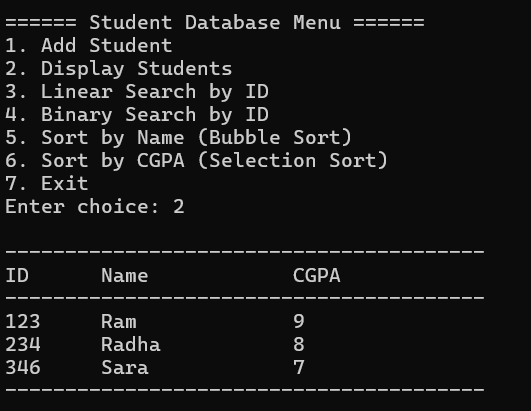 ====== Student Database Menu ======
1. Add Student
2. Display Students
3. Linear Search by ID
4. Binary Search by ID
5. Sort by Name (Bubble Sort)
6. Sort by CGPA (Selection Sort)
7. Exit
Enter choice: 2

----------------------------------------
ID      Name            CGPA
----------------------------------------
123     Ram             9
234     Radha           8
346     Sara            7
----------------------------------------